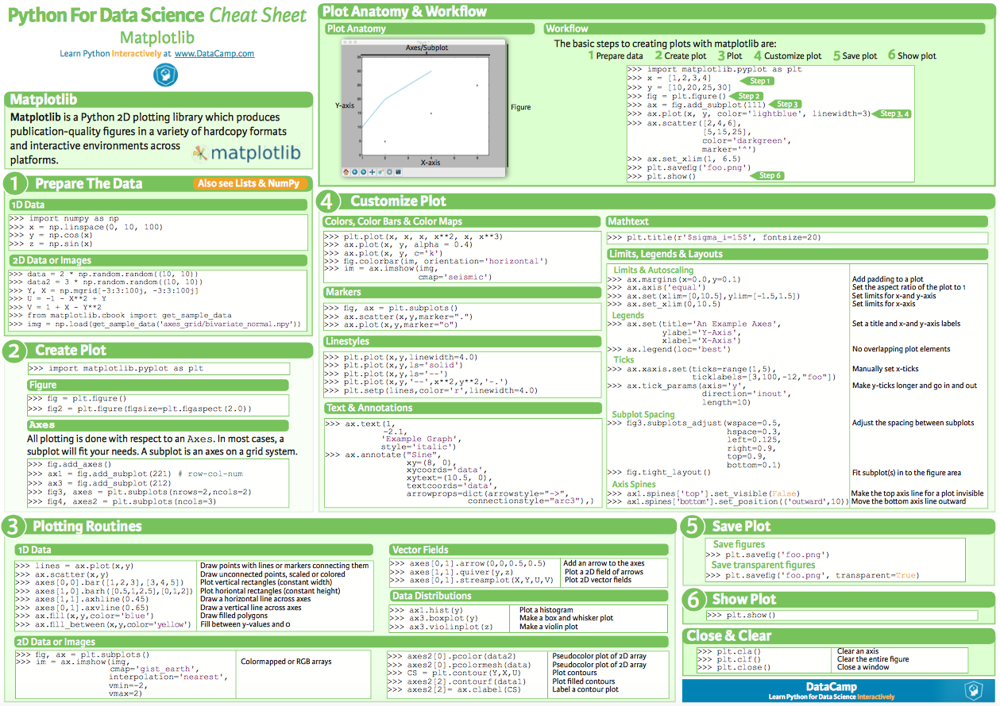 Python For Data Science Cheat Sheet
Matplotlib
Learn Python Interactively at www.DataCamp.com
Matplotlib
Matplotlib is a Python 2D plotting library which produces
publication-quality figures in a variety of hardcopy formats
and interactive environments across
platforms.
matplotlib
1 Prepare The Data
Also see Lists & NumPy
1D Data
>>> import numpy as np
>>> x = np.linspace(0, 10, 100)
>>> y = np.cos(x)
>>> z = np.sin(x)
2D Data or Images
>>> data = 2 * np.random.random((10, 10))
>>> data2 = 3 * np.random.random((10, 10))
>>> Y, X = np.mgrid[-3:3:100j, -3:3:100j]
>>> U = -1 - X**2 + Y
>>> V = 1 + X - Y**2
>>> from matplotlib.cbook import get_sample_data
>>> img = np.load(get_sample_data('axes_grid/bivariate_normal.npy'))
2 Create Plot
>>> import matplotlib.pyplot as plt
Figure
>>> fig = plt.figure()
>>> fig2 = plt.figure(figsize=plt.figaspect(2.0))
Axes
All plotting is done with respect to an Axes. In most cases, a
subplot will fit your needs. A subplot is an axes on a grid system.
>>> fig.add_axes()
>>> ax1 = fig.add_subplot(221) # row-col-num
>>> ax3 = fig.add_subplot(212)
>>> fig3, axes = plt.subplots(nrows=2,ncols=2)
>>> fig4, axes2 = plt.subplots(ncols=3)
Plot Anatomy & Workflow
Plot Anatomy
Figure 1
Axes/Subplot
Y-axis
X-axis
Figure
Workflow
The basic steps to creating plots with matplotlib are:
1 Prepare data 2 Create plot 3 Plot 4 Customize plot 5 Save plot 6 Show plot
>>> import matplotlib.pyplot as plt
>>> x = [1,2,3,4]
>>> y = [10,20,25,30]
Step 1
>>> fig = plt.figure()
Step 2
>>> ax = fig.add_subplot(111)
Step 3
>>> ax.plot(x, y, color='lightblue', linewidth=3)
Step 3, 4
>>> ax.scatter([2,4,6],
[5,15,25],
color='darkgreen',
marker='^')
>>> ax.set_xlim(1, 6.5)
>>> plt.savefig('foo.png')
>>> plt.show()
Step 6
4 Customize Plot
Colors, Color Bars & Color Maps
>>> plt.plot(x, x, x, x**2, x, x**3)
>>> ax.plot(x, y, alpha = 0.4)
>>> ax.plot(x, y, c='k')
>>> fig.colorbar(im, orientation='horizontal')
>>> im = ax.imshow(img,
cmap='seismic')
Markers
>>> fig, ax = plt.subplots()
>>> ax.scatter(x,y,marker=".")
>>> ax.plot(x,y,marker="o")
Linestyles
>>> plt.plot(x,y,linewidth=4.0)
>>> plt.plot(x,y,ls='solid')
>>> plt.plot(x,y,ls='--')
>>> plt.plot(x,y,'--',x**2,y**2,'-.')
>>> plt.setp(lines,color='r',linewidth=4.0)
Text & Annotations
>>> ax.text(1,
-2.1,
'Example Graph',
style='italic')
>>> ax.annotate("Sine",
xy=(8, 0),
xycoords='data',
xytext=(10.5, 0),
textcoords='data',
arrowprops=dict(arrowstyle="->",
connectionstyle="arc3"),)
Mathtext
>>> plt.title(r'$sigma_i=15$', fontsize=20)
Limits, Legends & Layouts
Limits & Autoscaling
>>> ax.margins(x=0.0,y=0.1) Add padding to a plot
>>> ax.axis('equal') Set the aspect ratio of the plot to 1
>>> ax.set(xlim=[0,10.5],ylim=[-1.5,1.5]) Set limits for x-and y-axis
>>> ax.set_xlim(0,10.5) Set limits for x-axis
Legends
>>> ax.set(title='An Example Axes', Set a title and x-and y-axis labels
ylabel='Y-Axis',
xlabel='X-Axis')
>>> ax.legend(loc='best') No overlapping plot elements
Ticks
>>> ax.xaxis.set(ticks=range(1,5), Manually set x-ticks
ticklabels=[3,100,-12,"foo"])
>>> ax.tick_params(axis='y', Make y-ticks longer and go in and out
direction='inout',
length=10)
Subplot Spacing
>>> fig3.subplots_adjust(wspace=0.5, Adjust the spacing between subplots
hspace=0.3,
left=0.125,
right=0.9,
top=0.9,
bottom=0.1)
>>> fig.tight_layout() Fit subplot(s) in to the figure area
Axis Spines
>>> ax1.spines['top'].set_visible(False) Make the top axis line for a plot invisible
>>> ax1.spines['bottom'].set_position(('outward',10)) Move the bottom axis line outward
3 Plotting Routines
1D Data
>>> lines = ax.plot(x,y) Draw points with lines or markers connecting them
>>> ax.scatter(x,y) Draw unconnected points, scaled or colored
>>> axes[0,0].bar([1,2,3],[3,4,5]) Plot vertical rectangles (constant width)
>>> axes[1,0].barh([0.5,1,2.5],[0,1,2]) Plot horiontal rectangles (constant height)
>>> axes[1,1].axhline(0.45) Draw a horizontal line across axes
>>> axes[0,1].axvline(0.65) Draw a vertical line across axes
>>> ax.fill(x,y,color='blue') Draw filled polygons
>>> ax.fill_between(x,y,color='yellow') Fill between y-values and 0
2D Data or Images
>>> fig, ax = plt.subplots()
>>> im = ax.imshow(img, Colormapped or RGB arrays
cmap='gist_earth',
interpolation='nearest',
vmin=-2,
vmax=2)
Vector Fields
>>> axes[0,1].arrow(0,0,0.5,0.5) Add an arrow to the axes
>>> axes[1,1].quiver(y,z) Plot a 2D field of arrows
>>> axes[0,1].streamplot(X,Y,U,V) Plot 2D vector fields
Data Distributions
>>> ax1.hist(y) Plot a histogram
>>> ax3.boxplot(y) Make a box and whisker plot
>>> ax3.violinplot(z) Make a violin plot
>>> axes2[0].pcolor(data2) Pseudocolor plot of 2D array
>>> axes2[0].pcolormesh(data) Pseudocolor plot of 2D array
>>> CS = plt.contour(Y,X,U) Plot contours
>>> axes2[2].contourf(data1) Plot filled contours
>>> axes2[2]= ax.clabel(CS) Label a contour plot
5 Save Plot
Save figures
>>> plt.savefig('foo.png')
Save transparent figures
>>> plt.savefig('foo.png', transparent=True)
6 Show Plot
>>> plt.show()
Close & Clear
>>> plt.cla() Clear an axis
>>> plt.clf() Clear the entire figure
>>> plt.close() Close a window
DataCamp
Learn Python for Data Science Interactively